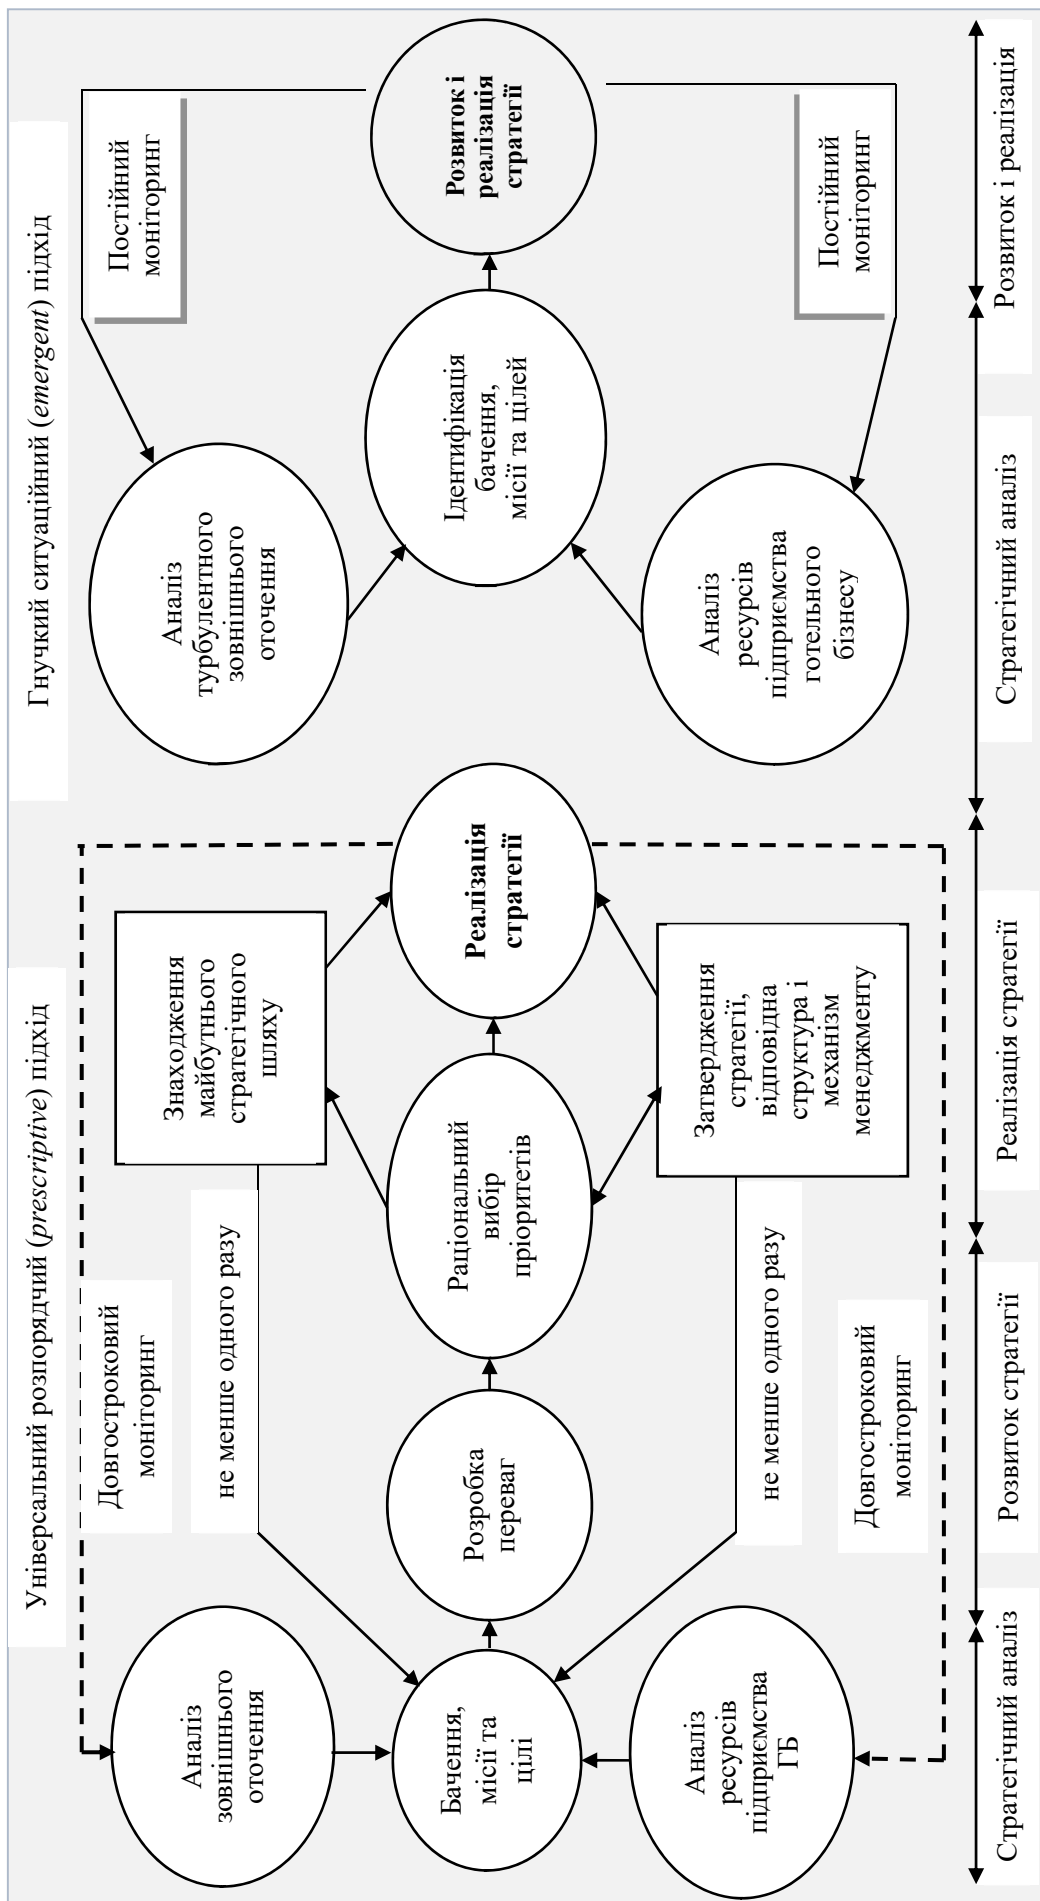 Універсальний розпорядчий (prescriptive) підхід
Гнучкий ситуаційний (emergent) підхід
Довгостроковий
моніторинг
не менше одного разу
Аналіз
зовнішнього
оточення
Бачення,
місії та
цілі
Аналіз
ресурсів
підприємства
ГБ
Розробка
переваг
Раціональний
вибір
пріоритетів
Знаходження
майбутнього
стратегічного
шляху
Затвердження
стратегії,
відповідна
структура і
механізм
менеджменту
Реалізація
стратегії
не менше одного разу
Довгостроковий
моніторинг
Постійний
моніторинг
Аналіз
турбулентного
зовнішнього
оточення
Ідентифікація
бачення,
місії та цілей
Аналіз
ресурсів
підприємства
готельного
бізнесу
Розвиток і
реалізація
стратегії
Постійний
моніторинг
Стратегічний аналіз
Розвиток стратегії
Реалізація стратегії
Стратегічний аналіз
Розвиток і реалізація